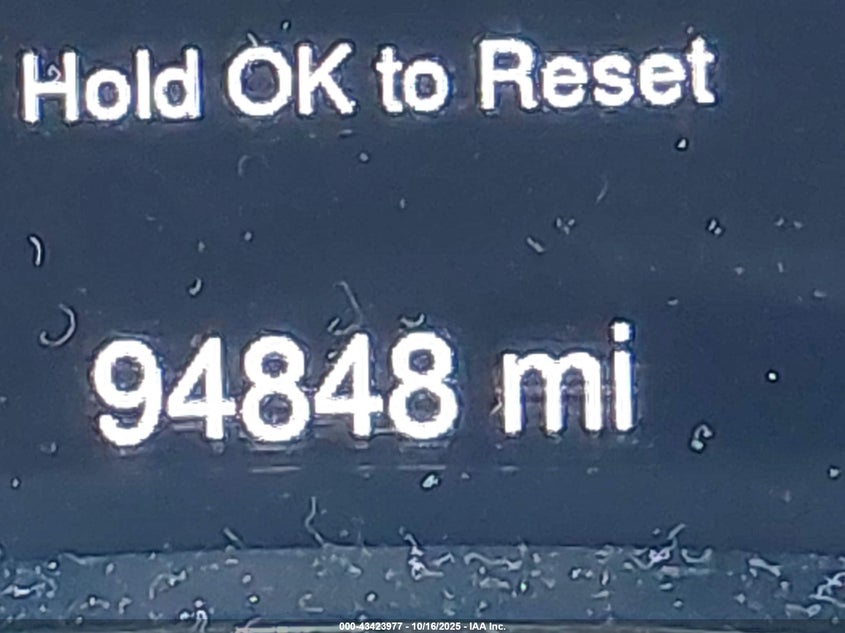 Hold OK to Reset
94848 mi
000-43423977 - 10/16/2025 - IAA Inc.